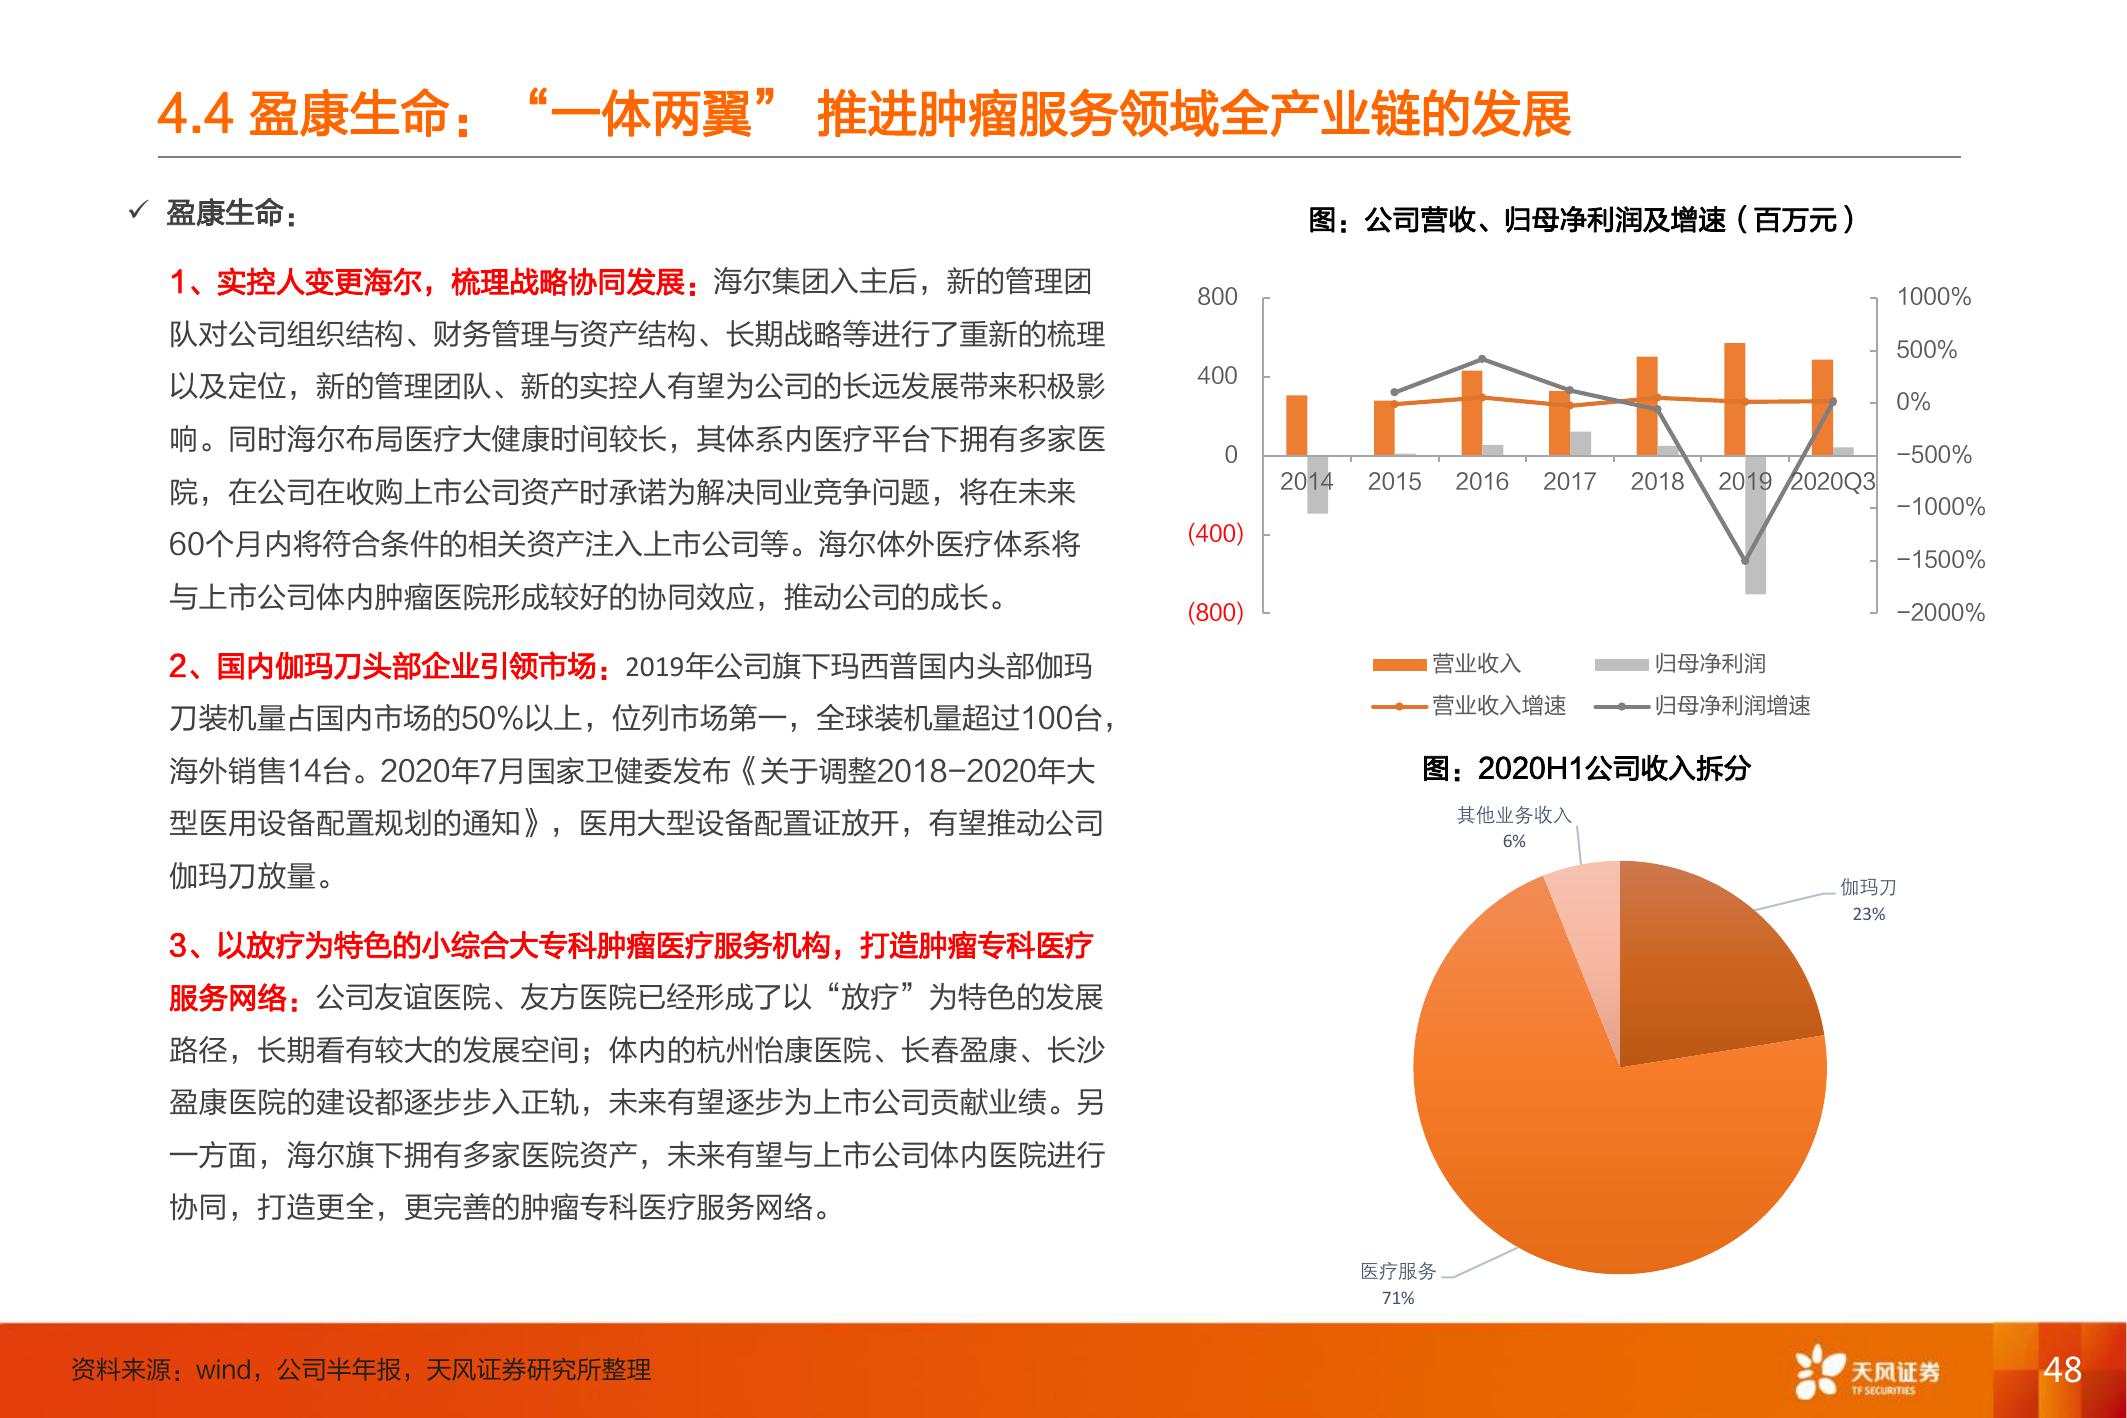 4.4 盈康生命：“一体两翼” 推进肿瘤服务领域全产业链的发展
✓ 盈康生命：
1、实控人变更海尔，梳理战略协同发展：海尔集团入主后，新的管理团
队对公司组织结构、财务管理与资产结构、长期战略等进行了重新的梳理
以及定位，新的管理团队、新的实控人有望为公司的长远发展带来积极影
响。同时海尔布局医疗大健康时间较长，其体系内医疗平台下拥有多家医
院，在公司在收购上市公司资产时承诺为解决同业竞争问题，将在未来
60个月内将符合条件的相关资产注入上市公司等。海尔体外医疗体系将
与上市公司体内肿瘤医院形成较好的协同效应，推动公司的成长。
2、国内伽玛刀头部企业引领市场：2019年公司旗下玛西普国内头部伽玛
刀装机量占国内市场的50%以上，位列市场第一，全球装机量超过100台，
海外销售14台。2020年7月国家卫健委发布《关于调整2018-2020年大
型医用设备配置规划的通知》，医用大型设备配置证放开，有望推动公司
伽玛刀放量。
3、以放疗为特色的小综合大专科肿瘤医疗服务机构，打造肿瘤专科医疗
服务网络：公司友谊医院、友方医院已经形成了以“放疗”为特色的发展
路径，长期看有较大的发展空间；体内的杭州怡康医院、长春盈康、长沙
盈康医院的建设都逐步步入正轨，未来有望逐步为上市公司贡献业绩。另
一方面，海尔旗下拥有多家医院资产，未来有望与上市公司体内医院进行
协同，打造更全，更完善的肿瘤专科医疗服务网络。
图：公司营收、归母净利润及增速（百万元）
800
400
0
(400)
(800)
1000%
500%
0%
-500%
-1000%
-1500%
-2000%
2014 2015 2016 2017 2018 2019 2020Q3
营业收入 归母净利润
营业收入增速 归母净利润增速
图：2020H1公司收入拆分
其他业务收入
6%
伽玛刀
23%
医疗服务
71%
资料来源：wind，公司半年报，天风证券研究所整理
天风证券
TF SECURITIES
48